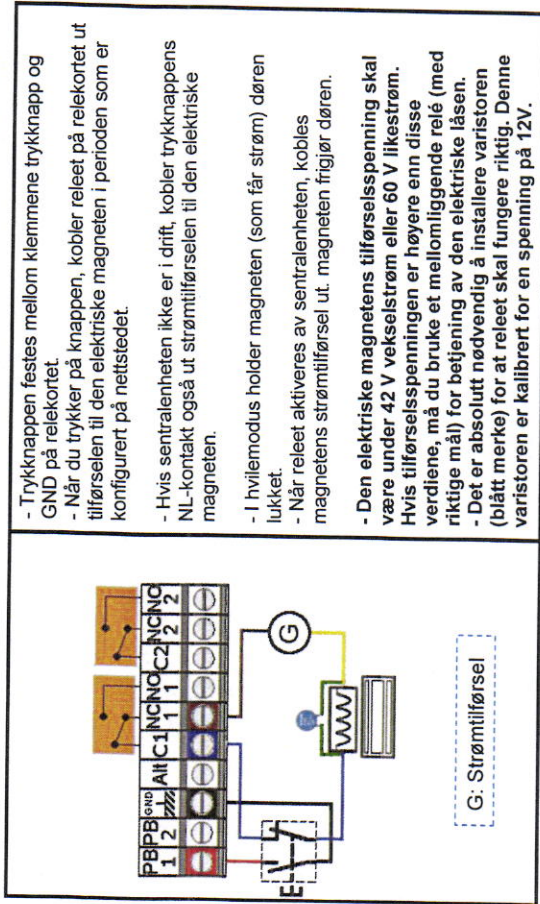 PB PB GND Alt C1 NC NO C2 NC NO
1 2 1 1 2 2
E
G
G: Strømtilførsel
- Trykknappen festes mellom klemmene trykknapp og
GND på relekortet.
- Når du trykker på knappen, kobler releet på relekortet ut
tilførselen til den elektriske magneten i perioden som er
konfigurert på nettstedet.
- Hvis sentralenheten ikke er i drift, kobler trykknappens
NL-kontakt også ut strømtilførselen til den elektriske
magneten.
- I hvilemodus holder magneten (som får strøm) døren
lukket.
- Når releet aktiveres av sentralenheten, kobles
magnetens strømtilførsel ut. magneten frigjør døren.
- Den elektriske magnetens tilførselsspenning skal
være under 42 V vekselstrøm eller 60 V likestrøm.
Hvis tilførselsspenningen er høyere enn disse
verdiene, må du bruke et mellomliggende relé (med
riktige mål) for betjening av den elektriske låsen.
- Det er absolutt nødvendig å installere varistoren
(blått merke) for at releet skal fungere riktig. Denne
varistoren er kalibrert for en spenning på 12V.